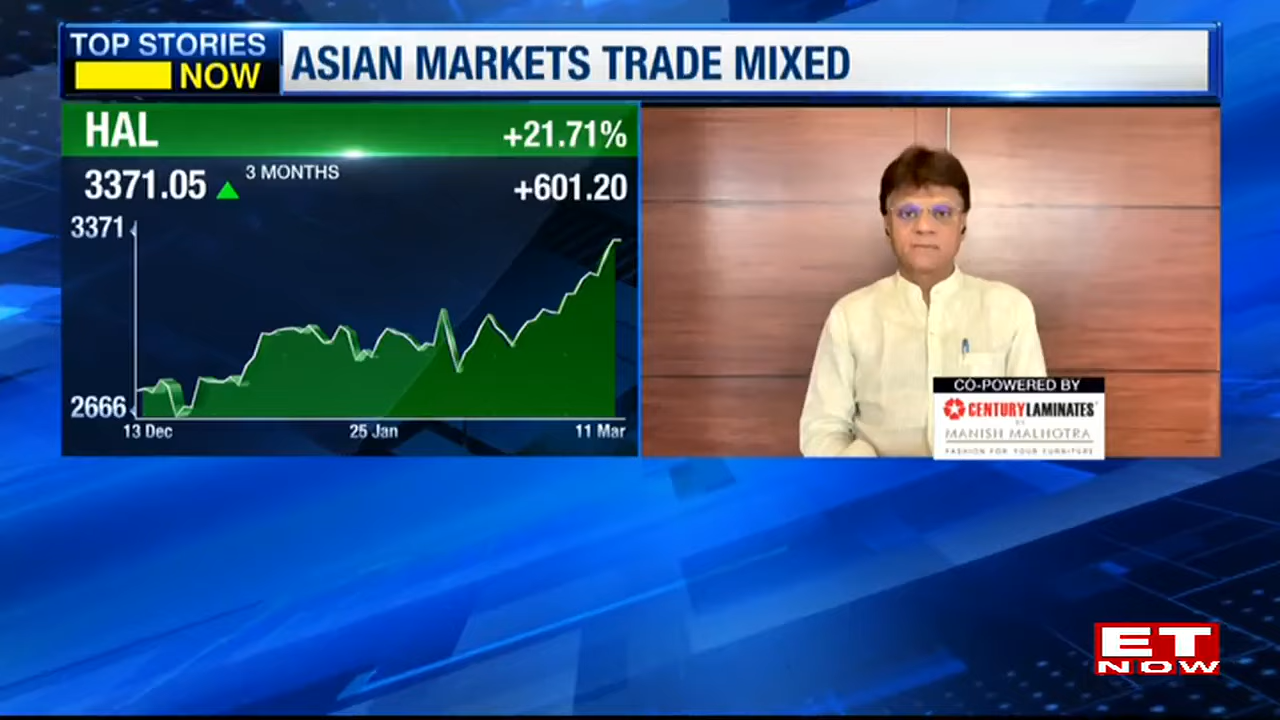 TOP STORIES
NOW
ASIAN MARKETS TRADE MIXED
HAL
+21.71%
3371.05
3 MONTHS
+601.20
3371
2666
13 Dec
25 Jan
11 Mar
CO-POWERED BY
CENTURYLAMINATES
BY
MANISH MALHOTRA
FASHION FOR YOUR FURNITURE
ET
NOW